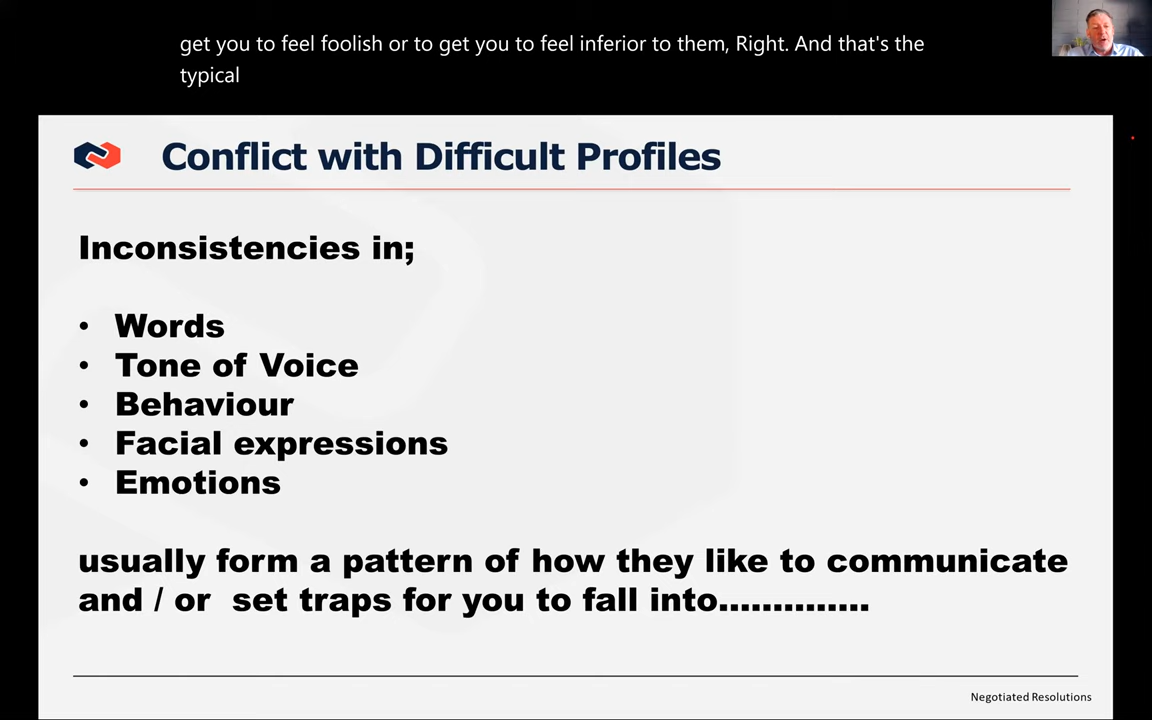 get you to feel foolish or to get you to feel inferior to them, Right. And that's the
typical
Conflict with Difficult Profiles
Inconsistencies in;
• Words
• Tone of Voice
• Behaviour
• Facial expressions
• Emotions
usually form a pattern of how they like to communicate
and / or set traps for you to fall into..............
Negotiated Resolutions